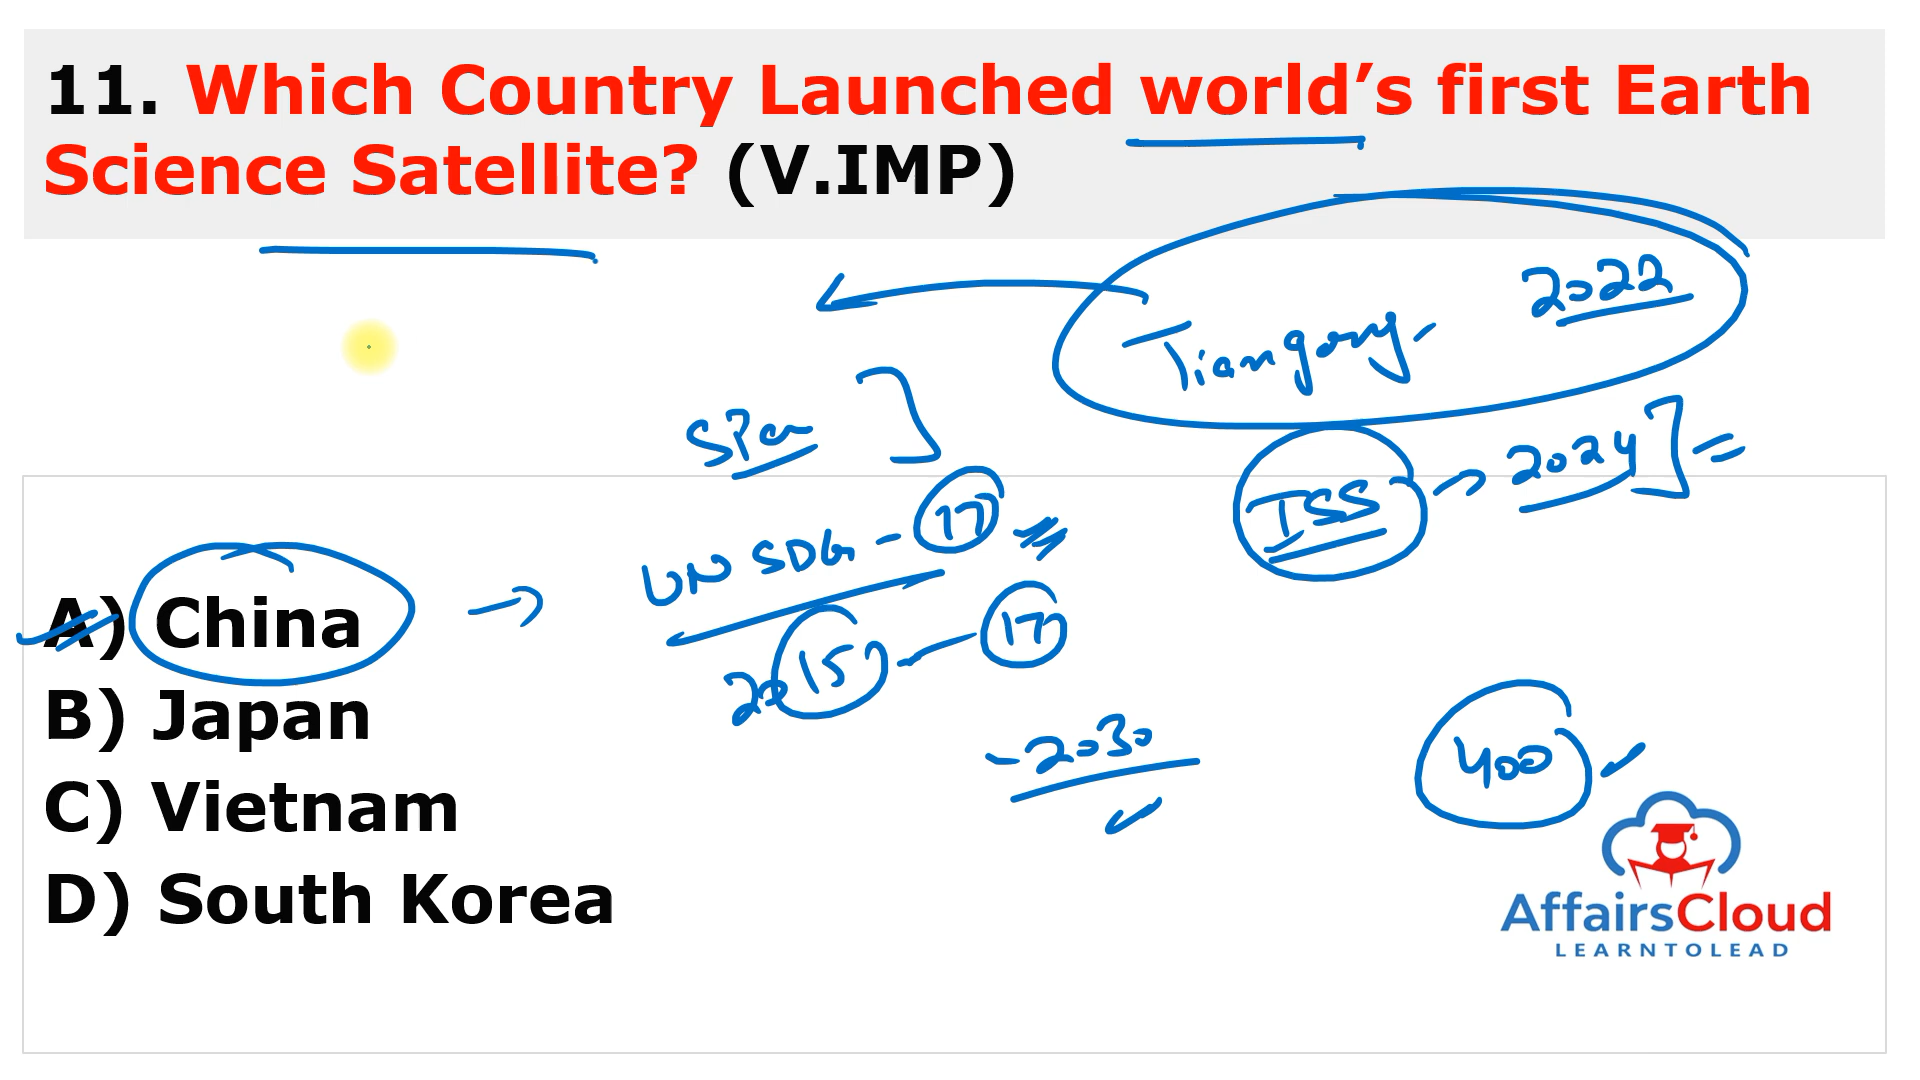 11. Which Country Launched world’s first Earth
Science Satellite? (V.IMP)
2022
Tiangong.
ISS → 2024] =
UN SDG - 17
2015 — 17
- 2030
400
A) China
B) Japan
C) Vietnam
D) South Korea
AffairsCloud
LEARNTOLEAD